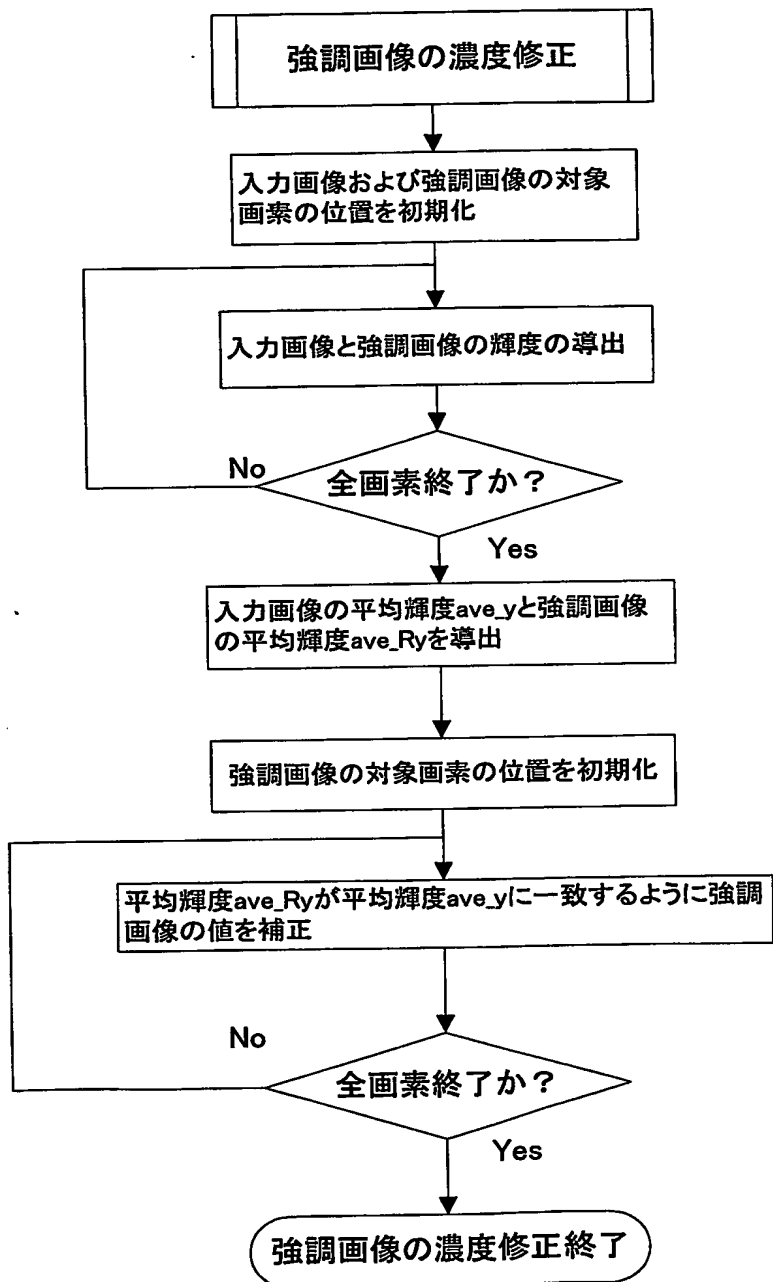 強調画像の濃度修正
入力画像および強調画像の対象
画素の位置を初期化
入力画像と強調画像の輝度の導出
No
全画素終了か？
Yes
入力画像の平均輝度ave_yと強調画像
の平均輝度ave_Ryを導出
強調画像の対象画素の位置を初期化
平均輝度ave_Ryが平均輝度ave_yに一致するように強調
画像の値を補正
No
全画素終了か？
Yes
強調画像の濃度修正終了